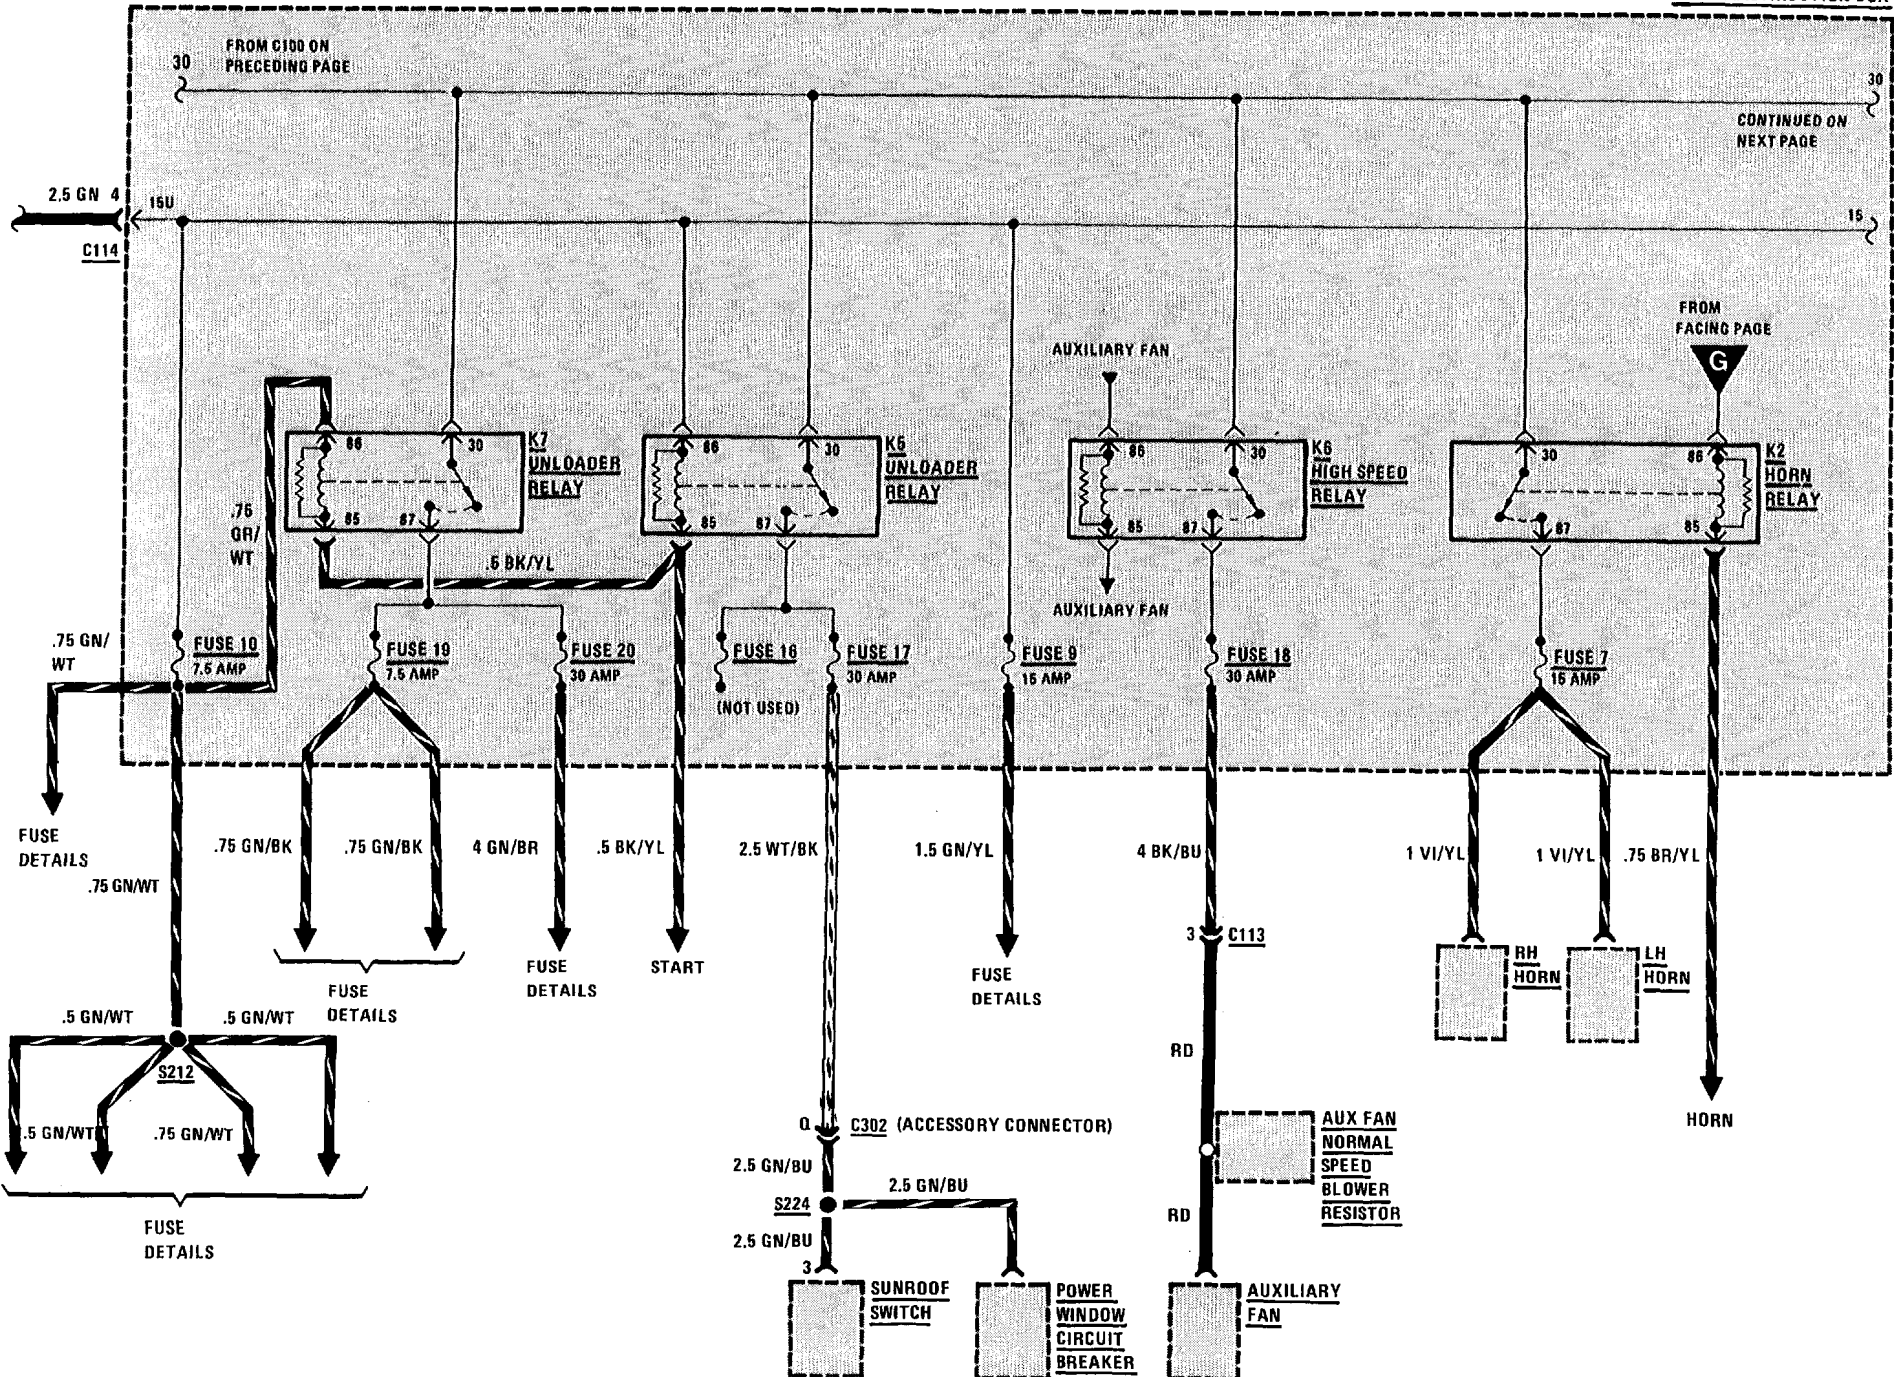 FROM C100 ON
PRECEDING PAGE
30
30
CONTINUED ON
NEXT PAGE
2.5 GN 4
15U
15
C114
FROM
FACING PAGE
G
AUXILIARY FAN
86
30
K7
UNLOADER
RELAY
85
87
86
30
K5
UNLOADER
RELAY
85
87
86
30
K6
HIGH SPEED
RELAY
85
87
30
86
K2
HORN
RELAY
87
85
.75
GR/
WT
.5 BK/YL
AUXILIARY FAN
.75 GN/
WT
FUSE 10
7.5 AMP
FUSE 19
7.5 AMP
FUSE 20
30 AMP
FUSE 16
(NOT USED)
FUSE 17
30 AMP
FUSE 9
15 AMP
FUSE 18
30 AMP
FUSE 7
15 AMP
FUSE
DETAILS
.75 GN/WT
.75 GN/BK
.75 GN/BK
4 GN/BR
.5 BK/YL
2.5 WT/BK
1.5 GN/YL
4 BK/BU
1 VI/YL
1 VI/YL
.75 BR/YL
3
C113
FUSE
DETAILS
FUSE
DETAILS
START
FUSE
DETAILS
RH
HORN
LH
HORN
.5 GN/WT
.5 GN/WT
S212
.5 GN/WT
.75 GN/WT
FUSE
DETAILS
RD
HORN
Q
C302 (ACCESSORY CONNECTOR)
2.5 GN/BU
2.5 GN/BU
S224
2.5 GN/BU
3
AUX FAN
NORMAL
SPEED
BLOWER
RESISTOR
RD
SUNROOF
SWITCH
POWER
WINDOW
CIRCUIT
BREAKER
AUXILIARY
FAN